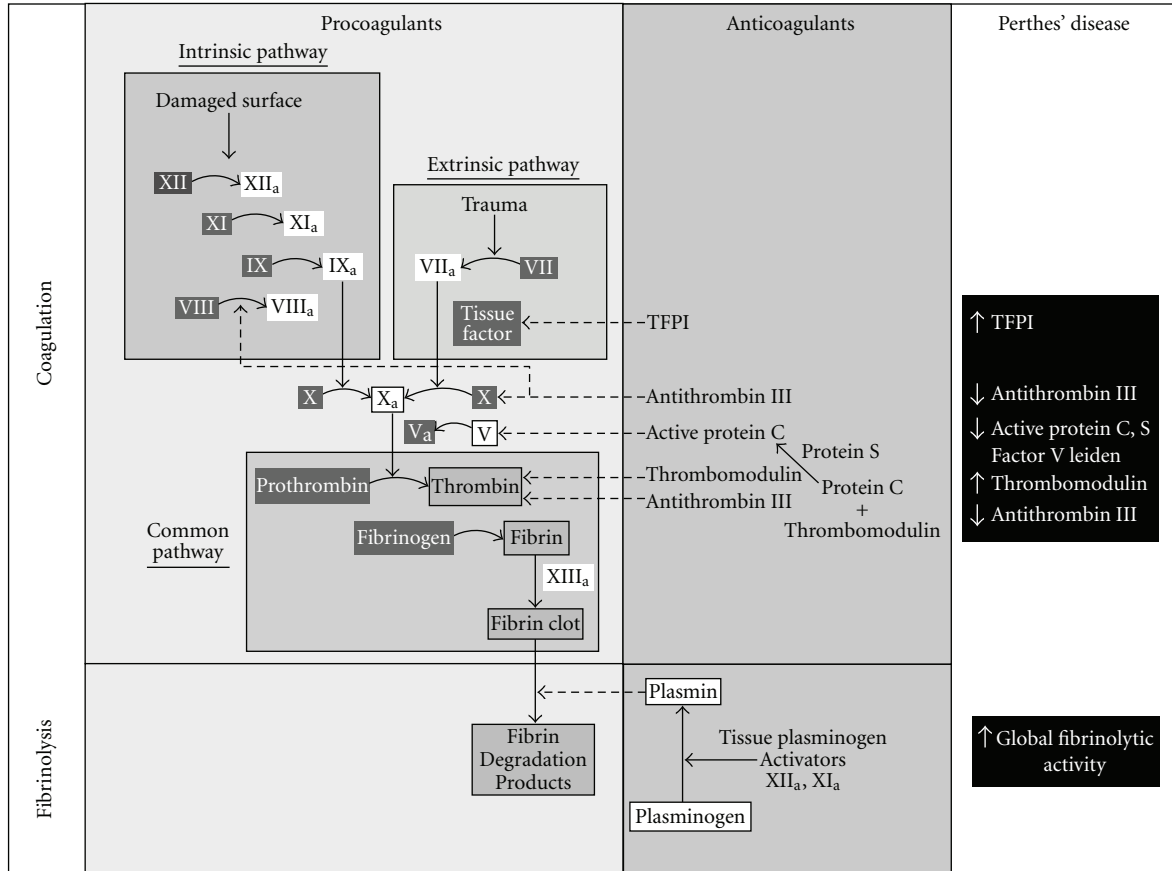 Procoagulants
Anticoagulants
Perthes' disease
Coagulation
Intrinsic pathway
Damaged surface
XII
XIIa
XI
XIa
IX
IXa
VIII
VIIIa
Extrinsic pathway
Trauma
VIIa
VII
Tissue
factor
TFPI
↑ TFPI
X
Xa
X
Antithrombin III
↓ Antithrombin III
Va
V
Active protein C
↓ Active protein C, S
Factor V leiden
Protein S
Protein C
+
Thrombomodulin
Common
pathway
Prothrombin
Thrombin
Thrombomodulin
↑ Thrombomodulin
Antithrombin III
↓ Antithrombin III
Fibrinogen
Fibrin
XIIIa
Fibrin clot
Fibrinolysis
Plasmin
Fibrin
Degradation
Products
Tissue plasminogen
Activators
XIIa, XIa
Plasminogen
↑ Global fibrinolytic
activity